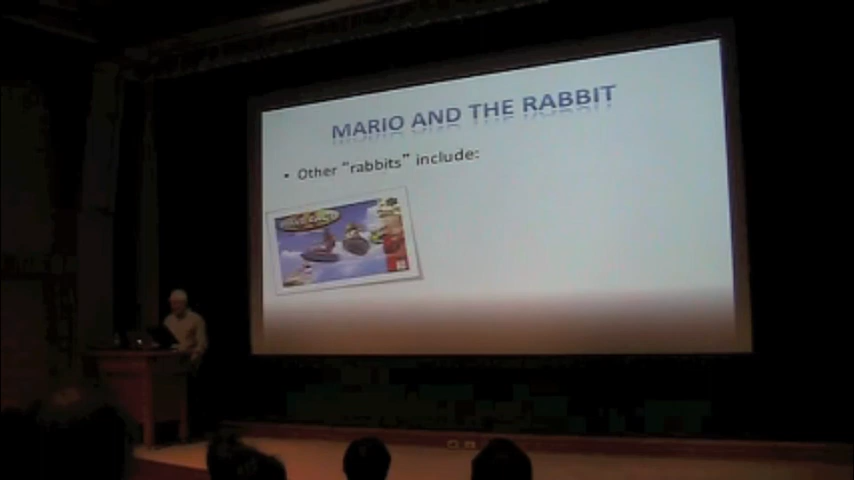 MARIO AND THE RABBIT
• Other "rabbits" include: